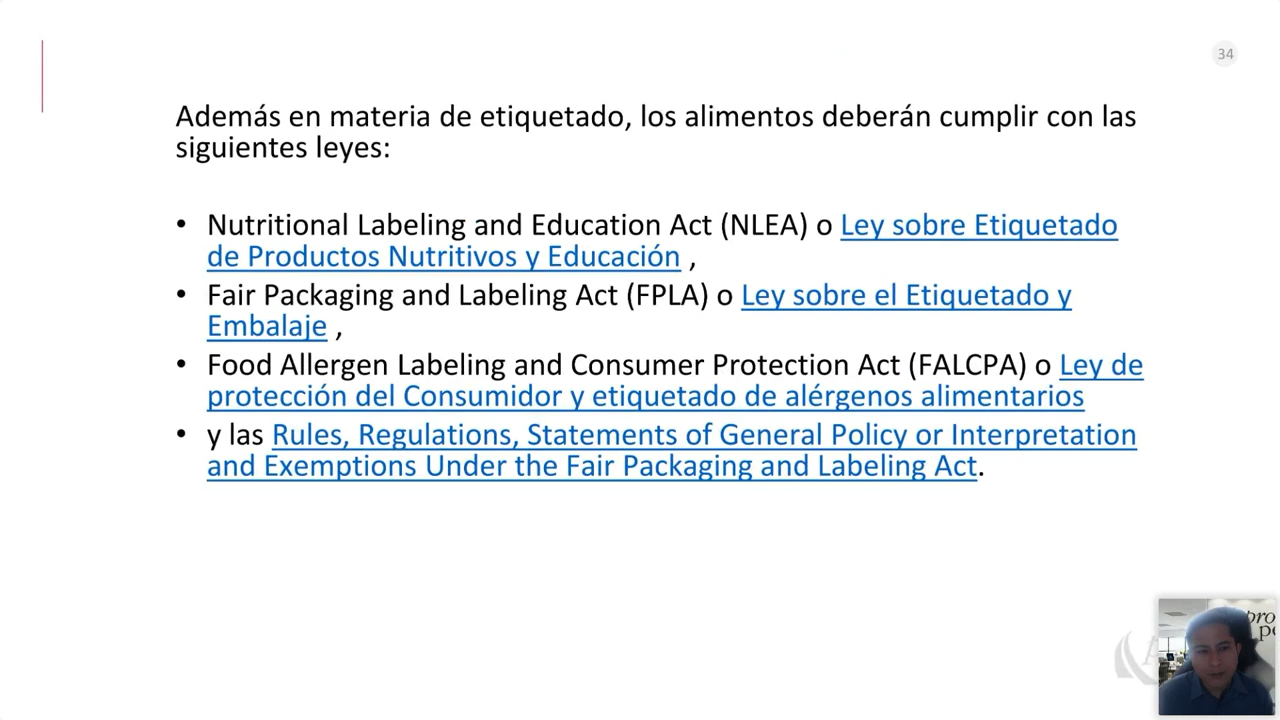 34
Además en materia de etiquetado, los alimentos deberán cumplir con las
siguientes leyes:
• Nutritional Labeling and Education Act (NLEA) o Ley sobre Etiquetado
de Productos Nutritivos y Educación ,
• Fair Packaging and Labeling Act (FPLA) o Ley sobre el Etiquetado y
Embalaje ,
• Food Allergen Labeling and Consumer Protection Act (FALCPA) o Ley de
protección del Consumidor y etiquetado de alérgenos alimentarios
• y las Rules, Regulations, Statements of General Policy or Interpretation
and Exemptions Under the Fair Packaging and Labeling Act.